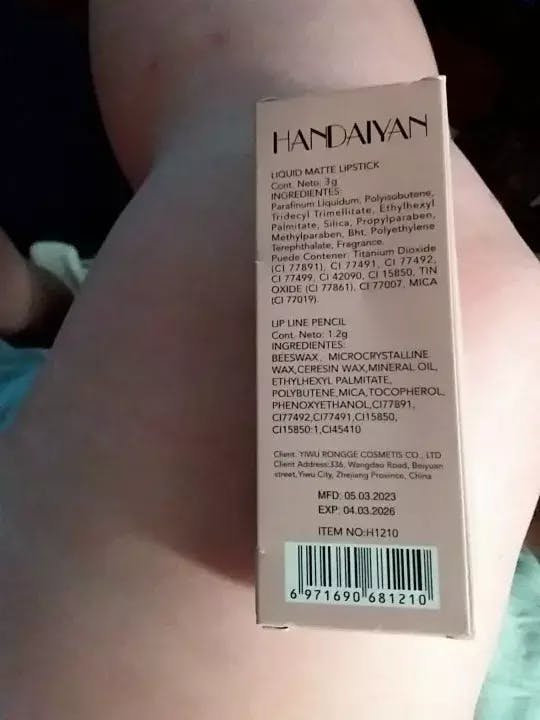 HANDAIYAN
LIQUID MATTE LIPSTICK
Cont. Neto: 3g
INGREDIENTES:
Parafinum Liquidum, Polyisobutene,
Tridecyl Trimellitate, Ethylhexyl
Palmitate, Silica, Propylparaben,
Methylparaben, Bht, Polyethylene
Terephthalate, Fragrance.
Puede Contener: Titanium Dioxide
(CI 77891), CI 77491, CI 77492,
CI 77499, CI 42090, CI 15850, TIN
OXIDE (CI 77861), CI 77007, MICA
(CI 77019).
LIP LINE PENCIL
Cont. Neto: 1.2g
INGREDIENTES:
BEESWAX, MICROCRYSTALLINE
WAX,CERESIN WAX,MINERAL OIL,
ETHYLHEXYL PALMITATE,
POLYBUTENE,MICA,TOCOPHEROL,
PHENOXYETHANOL,CI77891,
CI77492,CI77491,CI15850,
CI15850:1,CI45410
Client: YIWU RONGGE COSMETIS CO., LTD
Client Address:336, Wangdao Road, Beiyuan
street,Yiwu City, Zhejiang Province, China
MFD: 05.03.2023
EXP: 04.03.2026
ITEM NO:H1210
6 971690 681210